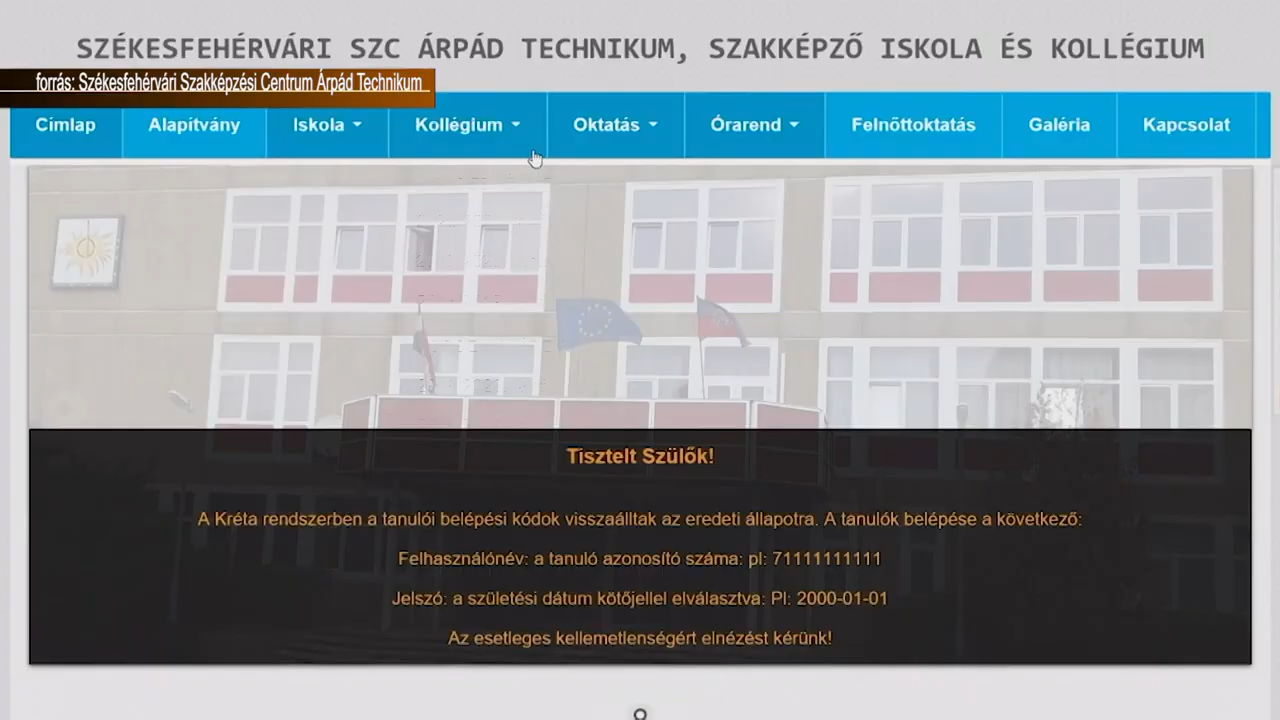 SZÉKESFEHÉRVÁRI SZC ÁRPÁD TECHNIKUM, SZAKKÉPZŐ ISKOLA ÉS KOLLÉGIUM
forrás: Székesfehérvári Szakképzési Centrum Árpád Technikum
Címlap Alapítvány Iskola Kollégium Oktatás Órarend Felnőttoktatás Galéria Kapcsolat
Tisztelt Szülők!
A Kréta rendszerben a tanulói belépési kódok visszaálltak az eredeti állapotra. A tanulók belépése a következő:
Felhasználónév: a tanuló azonosító száma: pl: 71111111111
Jelszó: a születési dátum kötőjellel elválasztva: Pl: 2000-01-01
Az esetleges kellemetlenségért elnézést kérünk!